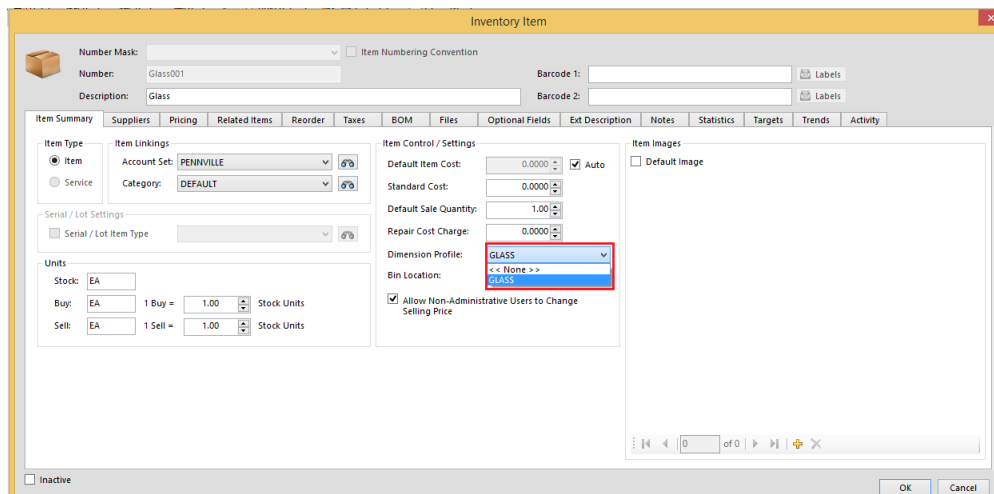 Inventory Item
Number Mask:
Item Numbering Convention
Number: Glass001
Barcode 1: Labels
Description: Glass
Barcode 2: Labels
Item Summary Suppliers Pricing Related Items Reorder Taxes BOM Files Optional Fields Ext Description Notes Statistics Targets Trends Activity
Item Type
Item
Service
Item Linkings
Account Set: PENNVILLE
Category: DEFAULT
Serial / Lot Settings
Serial / Lot Item Type
Units
Stock: EA
Buy: EA 1 Buy = 1.00 Stock Units
Sell: EA 1 Sell = 1.00 Stock Units
Item Control / Settings
Default Item Cost: 0.0000 Auto
Standard Cost: 0.0000
Default Sale Quantity: 1.00
Repair Cost Charge: 0.0000
Dimension Profile: GLASS
<< None >>
GLASS
Bin Location:
Allow Non-Administrative Users to Change
Selling Price
Item Images
Default Image
0 of 0
Inactive
OK Cancel